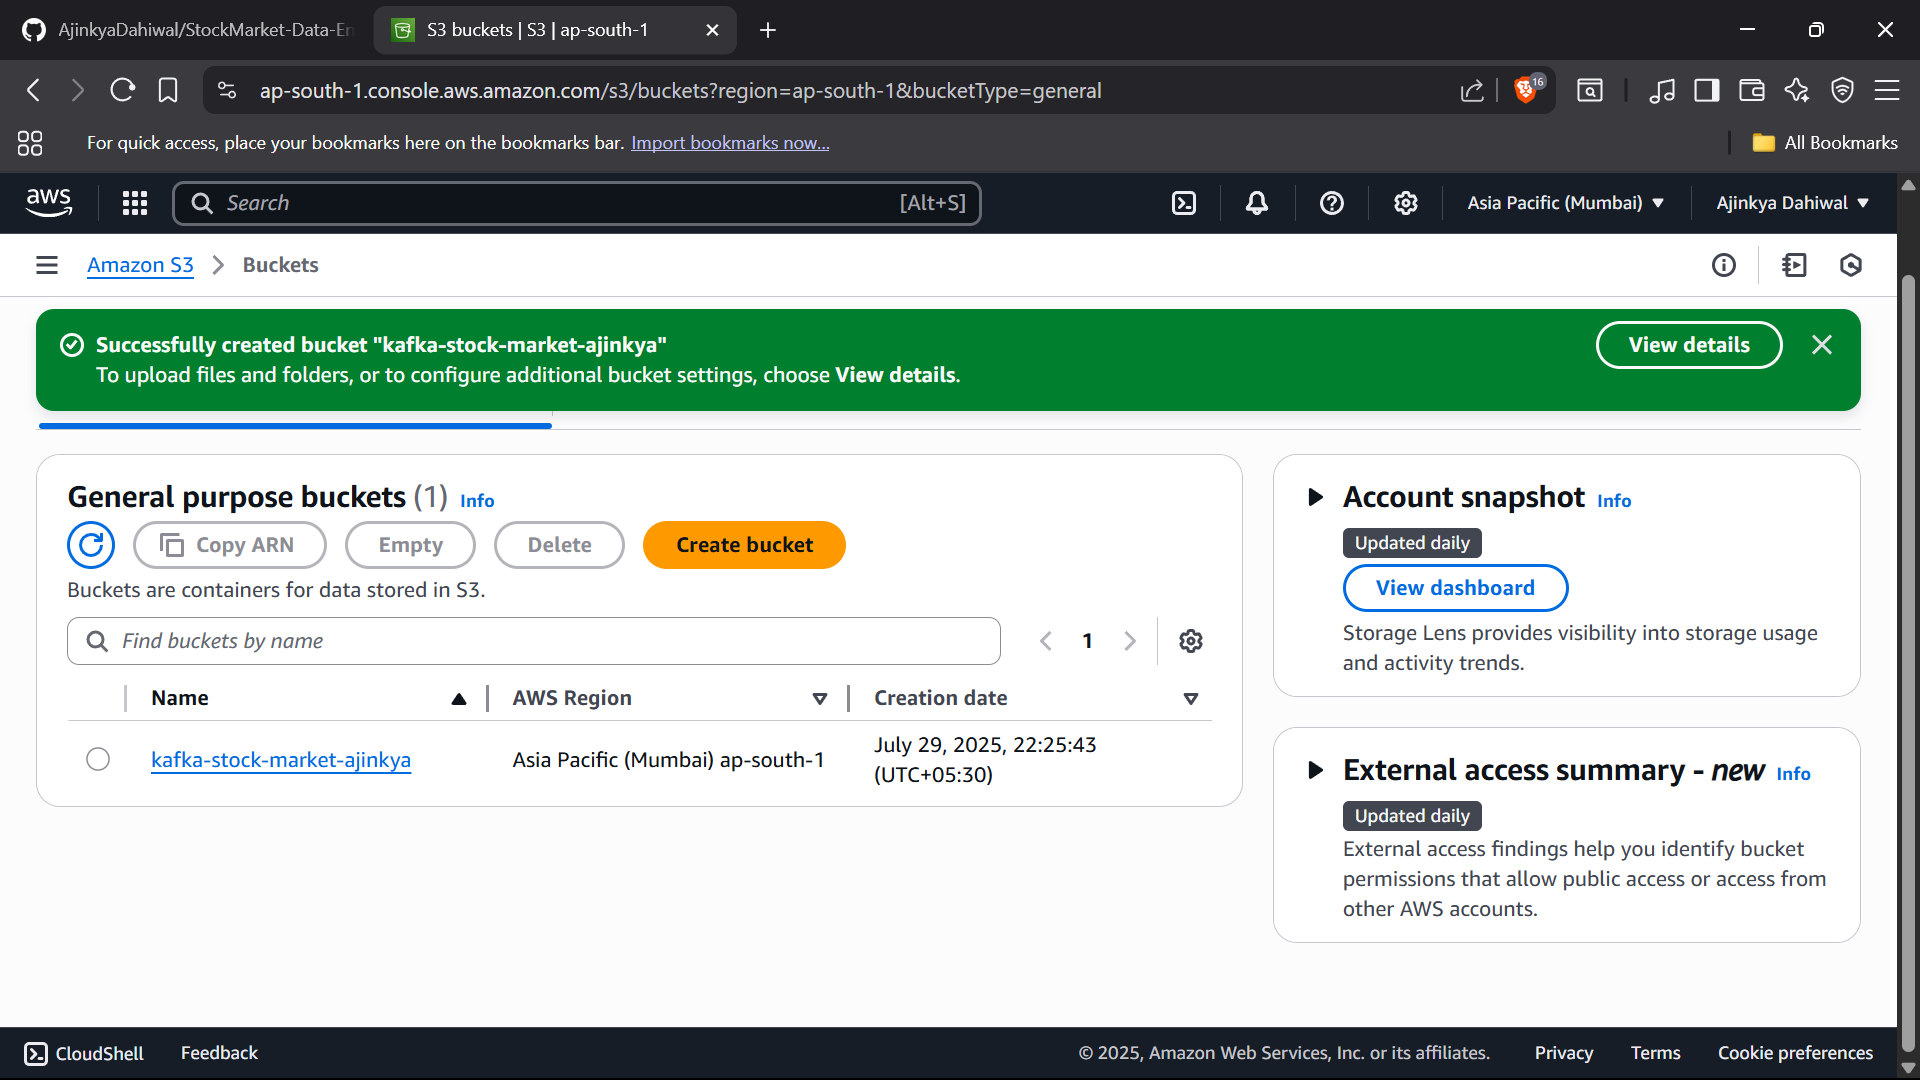 AjinkyaDahiwal/StockMarket-Data-En
S3 buckets | S3 | ap-south-1
ap-south-1.console.aws.amazon.com/s3/buckets?region=ap-south-1&bucketType=general
16
For quick access, place your bookmarks here on the bookmarks bar. Import bookmarks now...
All Bookmarks
aws
Search
[Alt+S]
Asia Pacific (Mumbai)
Ajinkya Dahiwal
Amazon S3
Buckets
Successfully created bucket "kafka-stock-market-ajinkya"
To upload files and folders, or to configure additional bucket settings, choose View details.
View details
General purpose buckets (1) Info
Copy ARN
Empty
Delete
Create bucket
Buckets are containers for data stored in S3.
Find buckets by name
1
Name
AWS Region
Creation date
kafka-stock-market-ajinkya
Asia Pacific (Mumbai) ap-south-1
July 29, 2025, 22:25:43
(UTC+05:30)
Account snapshot Info
Updated daily
View dashboard
Storage Lens provides visibility into storage usage
and activity trends.
External access summary - new Info
Updated daily
External access findings help you identify bucket
permissions that allow public access or access from
other AWS accounts.
CloudShell
Feedback
© 2025, Amazon Web Services, Inc. or its affiliates.
Privacy
Terms
Cookie preferences